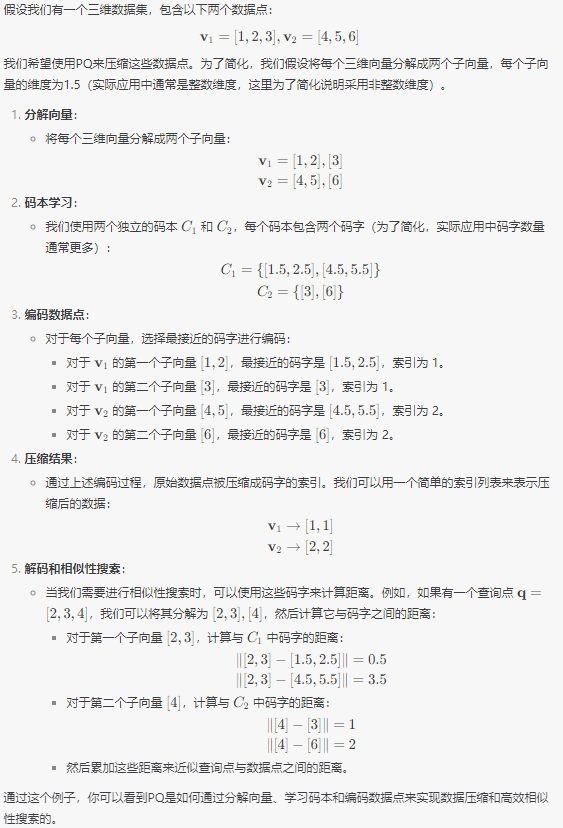 假设我们有一个三维数据集，包含以下两个数据点：
v₁ = [1, 2, 3], v₂ = [4, 5, 6]
我们希望使用PQ来压缩这些数据点。为了简化，我们假设将每个三维向量分解成两个子向量，每个子向
量的维度为1.5（实际应用中通常是整数维度，这里为了简化说明采用非整数维度）。
1. 分解向量：
◦ 将每个三维向量分解成两个子向量：
v₁ = [1, 2], [3]
v₂ = [4, 5], [6]
2. 码本学习：
◦ 我们使用两个独立的码本 C₁ 和 C₂，每个码本包含两个码字（为了简化，实际应用中码字数量
通常更多）：
C₁ = {[1.5, 2.5], [4.5, 5.5]}
C₂ = {[3], [6]}
3. 编码数据点：
◦ 对于每个子向量，选择最接近的码字进行编码：
▪ 对于 v₁ 的第一个子向量 [1, 2]，最接近的码字是 [1.5, 2.5]，索引为 1。
▪ 对于 v₁ 的第二个子向量 [3]，最接近的码字是 [3]，索引为 1。
▪ 对于 v₂ 的第一个子向量 [4, 5]，最接近的码字是 [4.5, 5.5]，索引为 2。
▪ 对于 v₂ 的第二个子向量 [6]，最接近的码字是 [6]，索引为 2。
4. 压缩结果：
◦ 通过上述编码过程，原始数据点被压缩成码字的索引。我们可以用一个简单的索引列表来表示压
缩后的数据：
v₁ → [1, 1]
v₂ → [2, 2]
5. 解码和相似性搜索：
◦ 当我们需要进行相似性搜索时，可以使用这些码字来计算距离。例如，如果有一个查询点 q =
[2, 3, 4]，我们可以将其分解为 [2, 3], [4]，然后计算它与码字之间的距离：
▪ 对于第一个子向量 [2, 3]，计算与 C₁ 中码字的距离：
‖[2, 3] − [1.5, 2.5]‖ = 0.5
‖[2, 3] − [4.5, 5.5]‖ = 3.5
▪ 对于第二个子向量 [4]，计算与 C₂ 中码字的距离：
‖[4] − [3]‖ = 1
‖[4] − [6]‖ = 2
▪ 然后累加这些距离来近似查询点与数据点之间的距离。
通过这个例子，你可以看到PQ是如何通过分解向量、学习码本和编码数据点来实现数据压缩和高效相似
性搜索的。